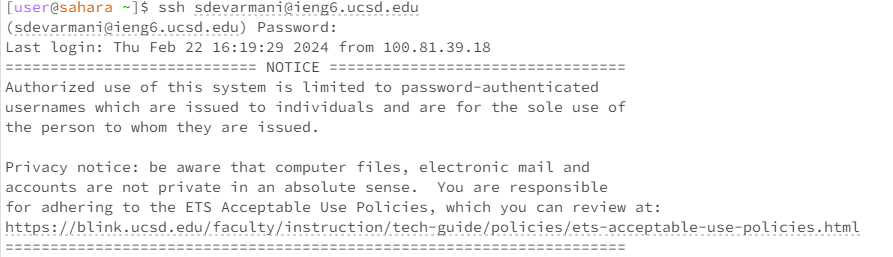 [user@sahara ~]$ ssh sdevarmani@ieng6.ucsd.edu
(sdevarmani@ieng6.ucsd.edu) Password:
Last login: Thu Feb 22 16:19:29 2024 from 100.81.39.18
============================ NOTICE =================================
Authorized use of this system is limited to password-authenticated
usernames which are issued to individuals and are for the sole use of
the person to whom they are issued.

Privacy notice: be aware that computer files, electronic mail and
accounts are not private in an absolute sense.  You are responsible
for adhering to the ETS Acceptable Use Policies, which you can review at:
https://blink.ucsd.edu/faculty/instruction/tech-guide/policies/ets-acceptable-use-policies.html
=====================================================================